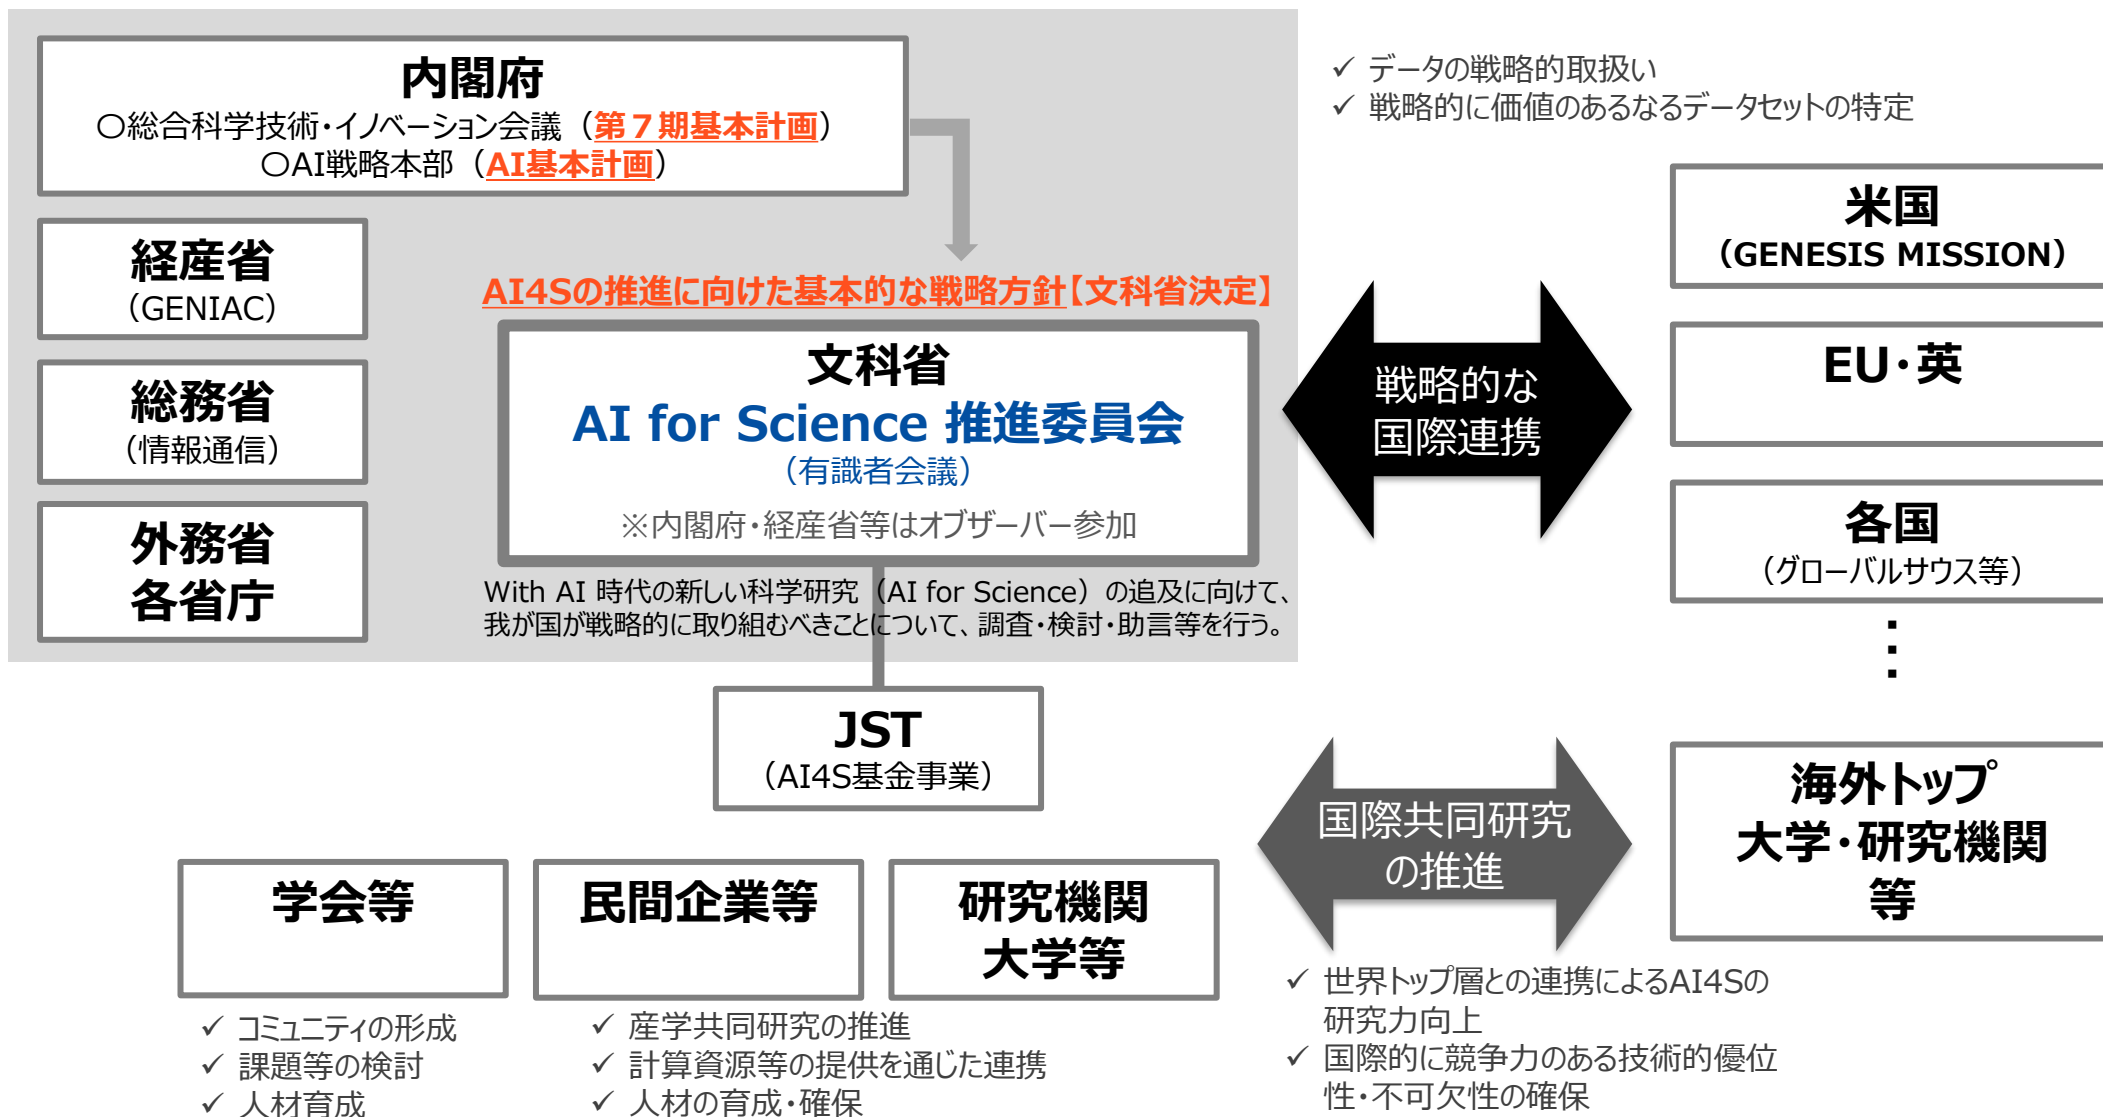 内閣府
○総合科学技術・イノベーション会議（第７期基本計画）
○AI戦略本部（AI基本計画）
経産省
（GENIAC）
総務省
（情報通信）
外務省
各省庁
AI4Sの推進に向けた基本的な戦略方針【文科省決定】
文科省
AI for Science 推進委員会
（有識者会議）
※内閣府・経産省等はオブザーバー参加
With AI 時代の新しい科学研究（AI for Science）の追及に向けて、
我が国が戦略的に取り組むべきことについて、調査・検討・助言等を行う。
✓ データの戦略的取扱い
✓ 戦略的に価値のあるなるデータセットの特定
戦略的な
国際連携
米国
（GENESIS MISSION）
EU・英
各国
（グローバルサウス等）
⋮
JST
（AI4S基金事業）
国際共同研究
の推進
海外トップ
大学・研究機関
等
学会等
✓ コミュニティの形成
✓ 課題等の検討
✓ 人材育成
民間企業等
研究機関
大学等
✓ 産学共同研究の推進
✓ 計算資源等の提供を通じた連携
✓ 人材の育成・確保
✓ 世界トップ層との連携によるAI4Sの
研究力向上
✓ 国際的に競争力のある技術的優位
性・不可欠性の確保